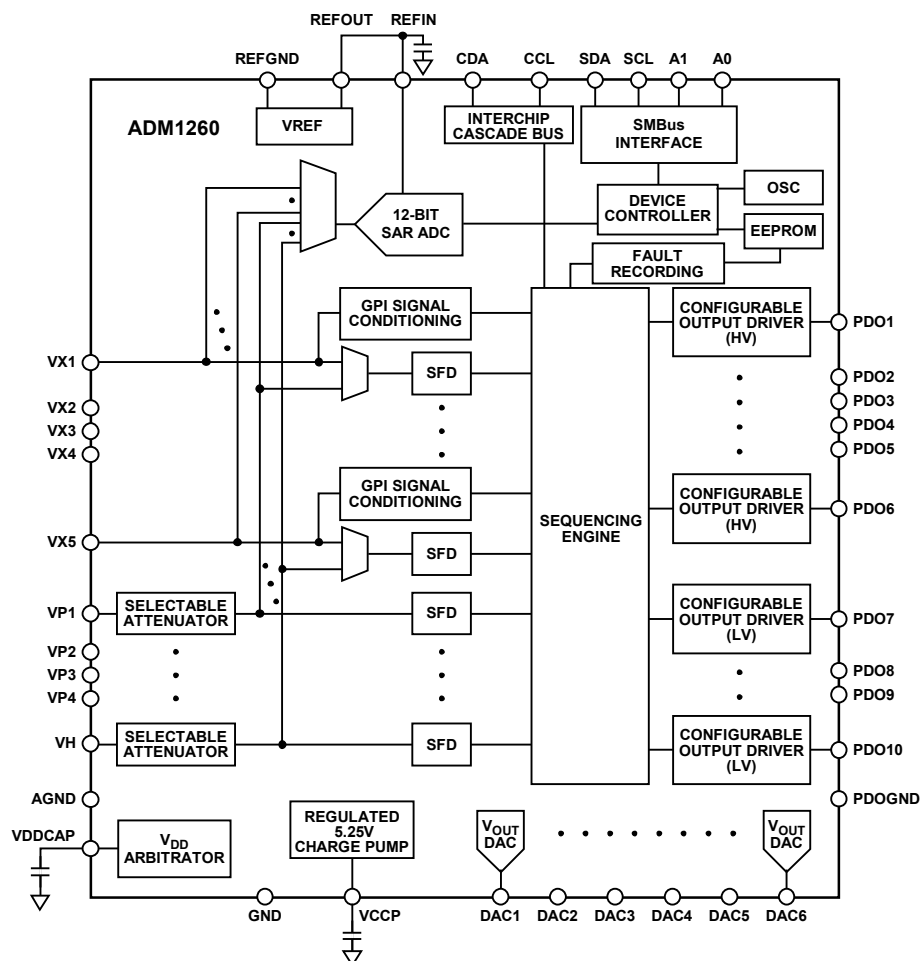 REFOUT REFIN
REFGND
CDA CCL SDA SCL A1 A0
ADM1260
VREF
INTERCHIP
CASCADE BUS
SMBus
INTERFACE
12-BIT
SAR ADC
DEVICE
CONTROLLER
OSC
EEPROM
FAULT
RECORDING
GPI SIGNAL
CONDITIONING
CONFIGURABLE
OUTPUT DRIVER
(HV)
PDO1
VX1
SFD
PDO2
VX2
PDO3
VX3
PDO4
VX4
PDO5
GPI SIGNAL
CONDITIONING
CONFIGURABLE
OUTPUT DRIVER
(HV)
PDO6
SEQUENCING
ENGINE
VX5
SFD
VP1
SELECTABLE
ATTENUATOR
SFD
CONFIGURABLE
OUTPUT DRIVER
(LV)
PDO7
VP2
VP3
VP4
PDO8
PDO9
VH
SELECTABLE
ATTENUATOR
SFD
CONFIGURABLE
OUTPUT DRIVER
(LV)
PDO10
AGND
PDOGND
VDDCAP
VDD
ARBITRATOR
REGULATED
5.25V
CHARGE PUMP
VOUT
DAC
VOUT
DAC
GND VCCP DAC1 DAC2 DAC3 DAC4 DAC5 DAC6